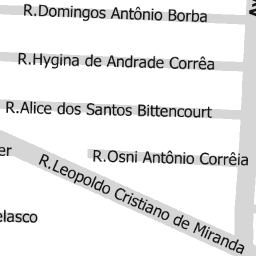 R.Domingos Antônio Borba
R.Hygina de Andrade Corrêa
R.Alice dos Santos Bittencourt
er
R.Osni Antônio Corrêia
R.Leopoldo Cristiano de Miranda
elasco